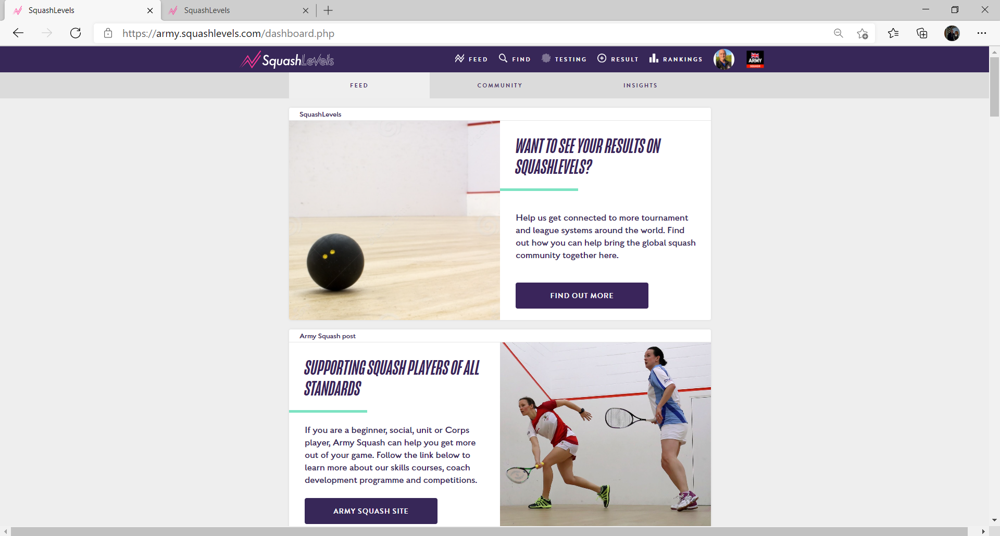 SquashLevels
SquashLevels
https://army.squashlevels.com/dashboard.php
SquashLevels
FEED
FIND
TESTING
RESULT
RANKINGS
ARMY
SQUASH
FEED
COMMUNITY
INSIGHTS
SquashLevels
WANT TO SEE YOUR RESULTS ON
SQUASHLEVELS?
Help us get connected to more tournament
and league systems around the world. Find
out how you can help bring the global squash
community together here.
FIND OUT MORE
Army Squash post
SUPPORTING SQUASH PLAYERS OF ALL
STANDARDS
If you are a beginner, social, unit or Corps
player, Army Squash can help you get more
out of your game. Follow the link below to
learn more about our skills courses, coach
development programme and competitions.
ARMY SQUASH SITE